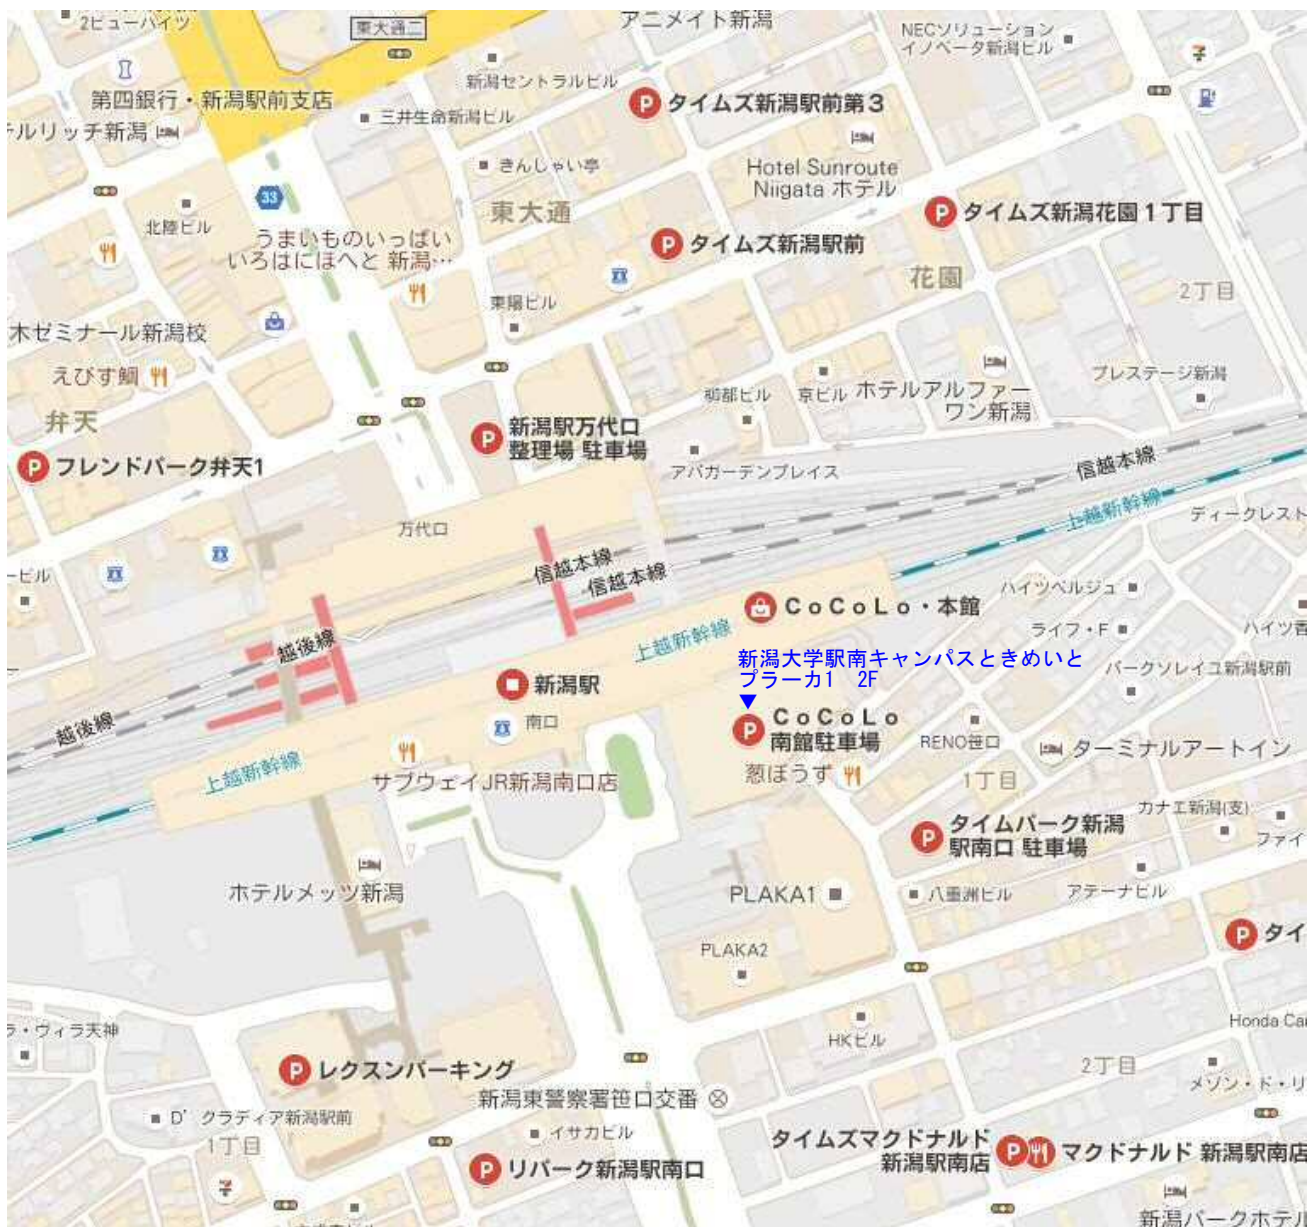 2ビューハイツ
東大通二
アニメイト新潟
NECソリューション
イノベータ新潟ビル
第四銀行・新潟駅前支店
新潟セントラルビル
タイムズ新潟駅前第3
テルリッチ新潟
三井生命新潟ビル
きんしゃい亭
Hotel Sunroute
Niigata ホテル
33
北陸ビル
東大通
タイムズ新潟花園1丁目
うまいものいっぱい
いろはにほへと 新潟…
タイムズ新潟駅前
花園
2丁目
東陽ビル
木ゼミナール新潟校
えびす鯛
プレステージ新潟
弁天
柳都ビル
京ビル
ホテルアルファー
ワン新潟
新潟駅万代口
整理場 駐車場
フレンドパーク弁天1
アパガーデンプレイス
信越本線
上越新幹線
ディークレスト
万代口
信越本線
信越本線
ービル
CoCoLo・本館
ハイツベルジュ
ライフ・F
ハイツ香
越後線
上越新幹線
新潟大学駅南キャンパスときめいと
プラーカ1 2F
▼
パークソレイユ新潟駅前
新潟駅
越後線
南口
CoCoLo
南館駐車場
RENO笹口
ターミナルアートイン
上越新幹線
サブウェイJR新潟南口店
葱ぼうず
1丁目
カナエ新潟(支)
タイムパーク新潟
駅南口 駐車場
ファイ
ホテルメッツ新潟
PLAKA1
八重洲ビル
アテーナビル
PLAKA2
タイ
ラ・ヴィラ天神
HKビル
Honda Car
レクスンパーキング
2丁目
メゾン・ド・リ
新潟東警察署笹口交番
D' クラディア新潟駅前
1丁目
イサカビル
タイムズマクドナルド
新潟駅南店
マクドナルド 新潟駅南店
リパーク新潟駅南口
新潟パークホテル